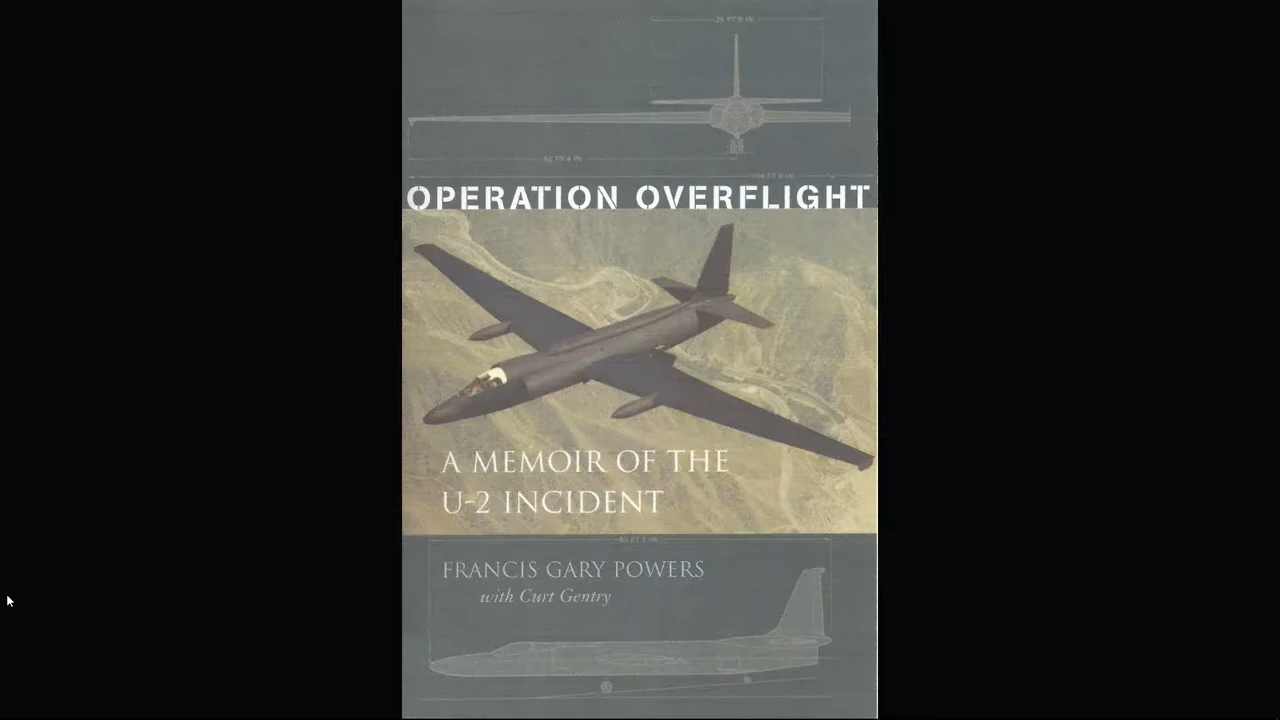 OPERATION OVERFLIGHT
A MEMOIR OF THE
U-2 INCIDENT
FRANCIS GARY POWERS
with Curt Gentry